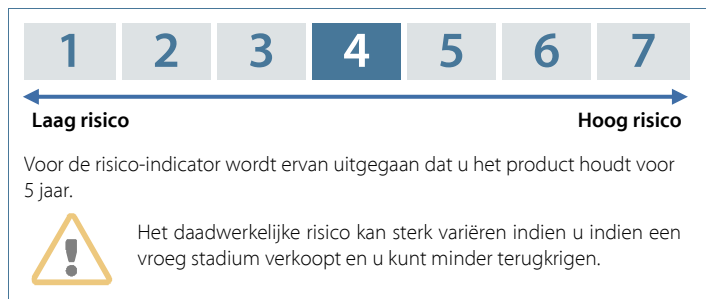 1 2 3 4 5 6 7
Laag risico Hoog risico
Voor de risico-indicator wordt ervan uitgegaan dat u het product houdt voor
5 jaar.
Het daadwerkelijke risico kan sterk variëren indien u indien een
vroeg stadium verkoopt en u kunt minder terugkrigen.